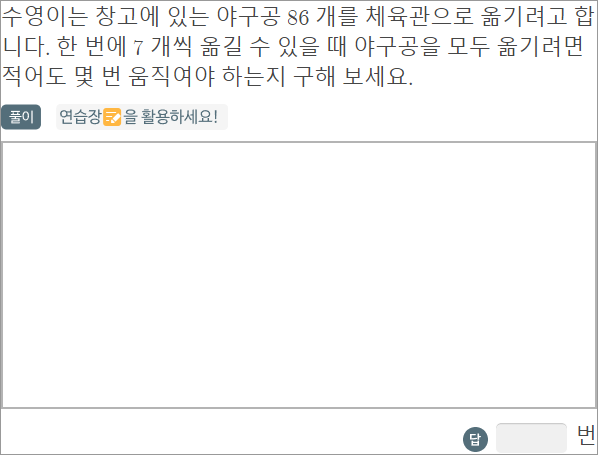 수영이는 창고에 있는 야구공 86 개를 체육관으로 옮기려고 합
니다. 한 번에 7 개씩 옮길 수 있을 때 야구공을 모두 옮기려면
적어도 몇 번 움직여야 하는지 구해 보세요.
풀이 연습장을 활용하세요!
답 번